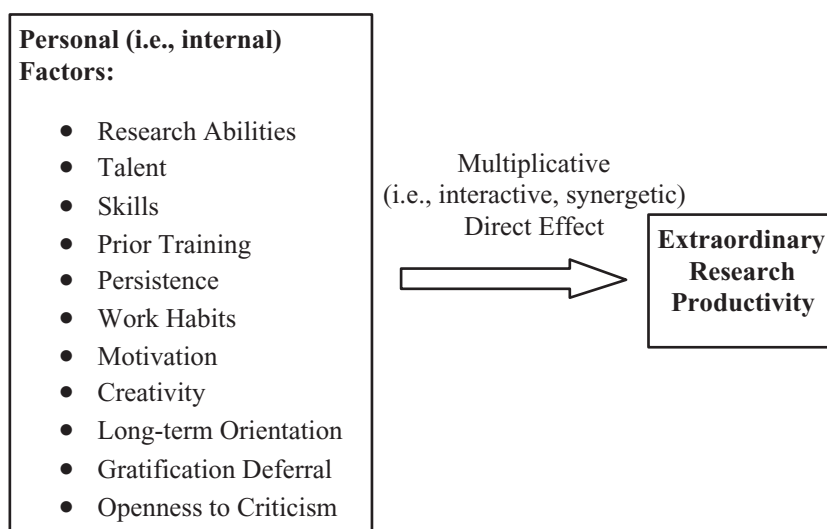 Personal (i.e., internal)
Factors:
• Research Abilities
• Talent
• Skills
• Prior Training
• Persistence
• Work Habits
• Motivation
• Creativity
• Long-term Orientation
• Gratification Deferral
• Openness to Criticism
Multiplicative
(i.e., interactive, synergetic)
Direct Effect
Extraordinary
Research
Productivity